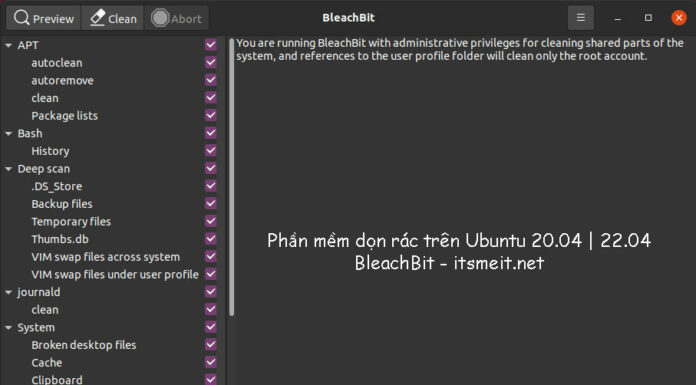 Preview
Clean
Abort
BleachBit
APT
autoclean
autoremove
clean
Package lists
Bash
History
Deep scan
.DS_Store
Backup files
Temporary files
Thumbs.db
VIM swap files across system
VIM swap files under user profile
journald
clean
System
Broken desktop files
Cache
Clipboard
You are running BleachBit with administrative privileges for cleaning shared parts of the
system, and references to the user profile folder will clean only the root account.
Phần mềm dọn rác trên Ubuntu 20.04 | 22.04
BleachBit - itsmeit.net